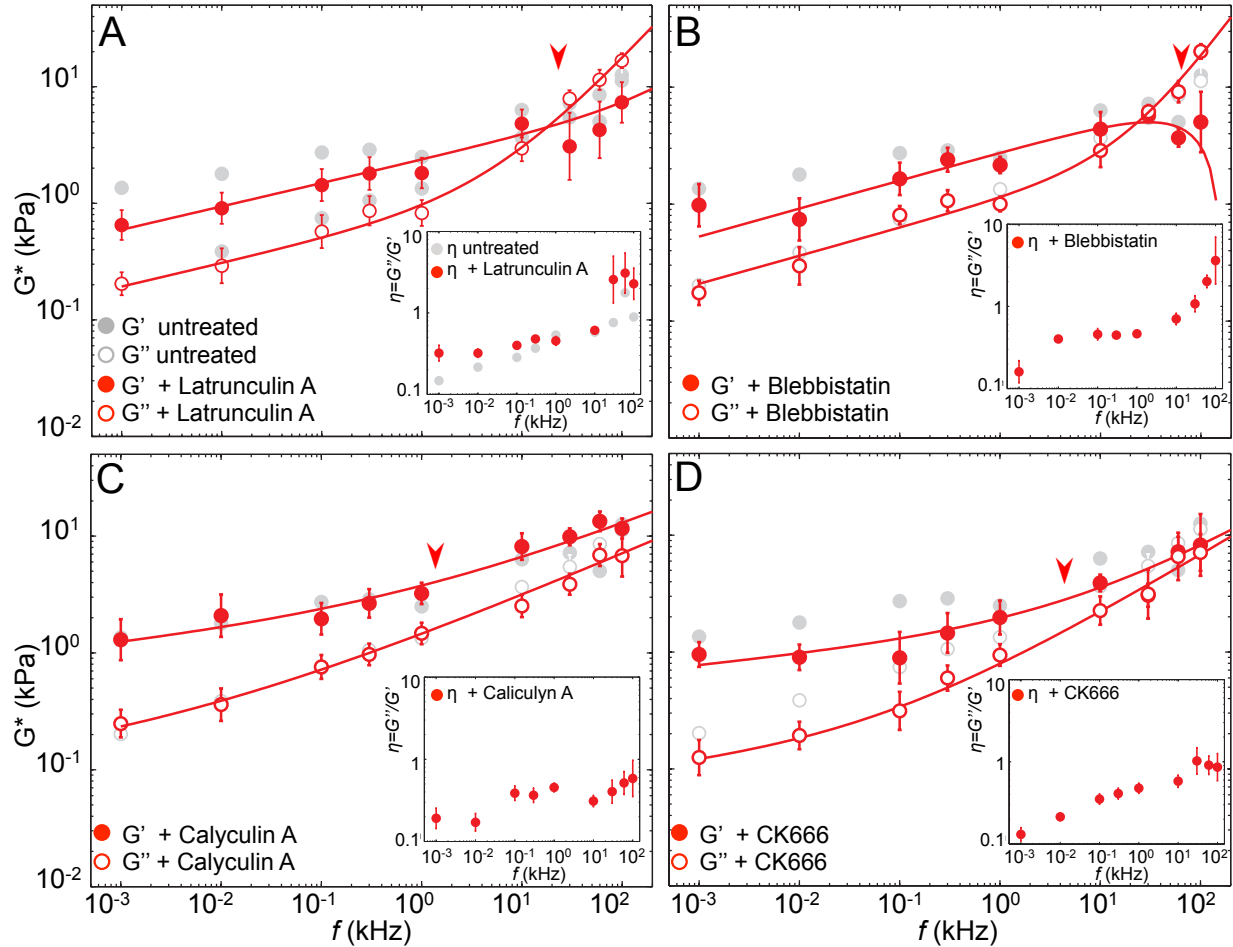 A
B
G* (kPa)
10^1
10^0
10^-1
10^-2
G’ untreated
G’’ untreated
G’ + Latrunculin A
G’’ + Latrunculin A
η=G’’/G’
10
1
0.1
η untreated
η + Latrunculin A
10^-3 10^-2 10^-1 10^0 10^1 10^2
f (kHz)
G’ + Blebbistatin
G’’ + Blebbistatin
η=G’’/G’
10
1
0.1
η + Blebbistatin
10^-3 10^-2 10^-1 10^0 10^1 10^2
f (kHz)
C
D
G* (kPa)
10^1
10^0
10^-1
10^-2
G’ + Calyculin A
G’’ + Calyculin A
η=G’’/G’
10
1
0.1
η + Caliculyn A
10^-3 10^-2 10^-1 10^0 10^1 10^2
f (kHz)
G’ + CK666
G’’ + CK666
η=G’’/G’
10
1
0.1
η + CK666
10^-3 10^-2 10^-1 10^0 10^1 10^2
f (kHz)
10^-3 10^-2 10^-1 10^0 10^1 10^2
f (kHz)
10^-3 10^-2 10^-1 10^0 10^1 10^2
f (kHz)